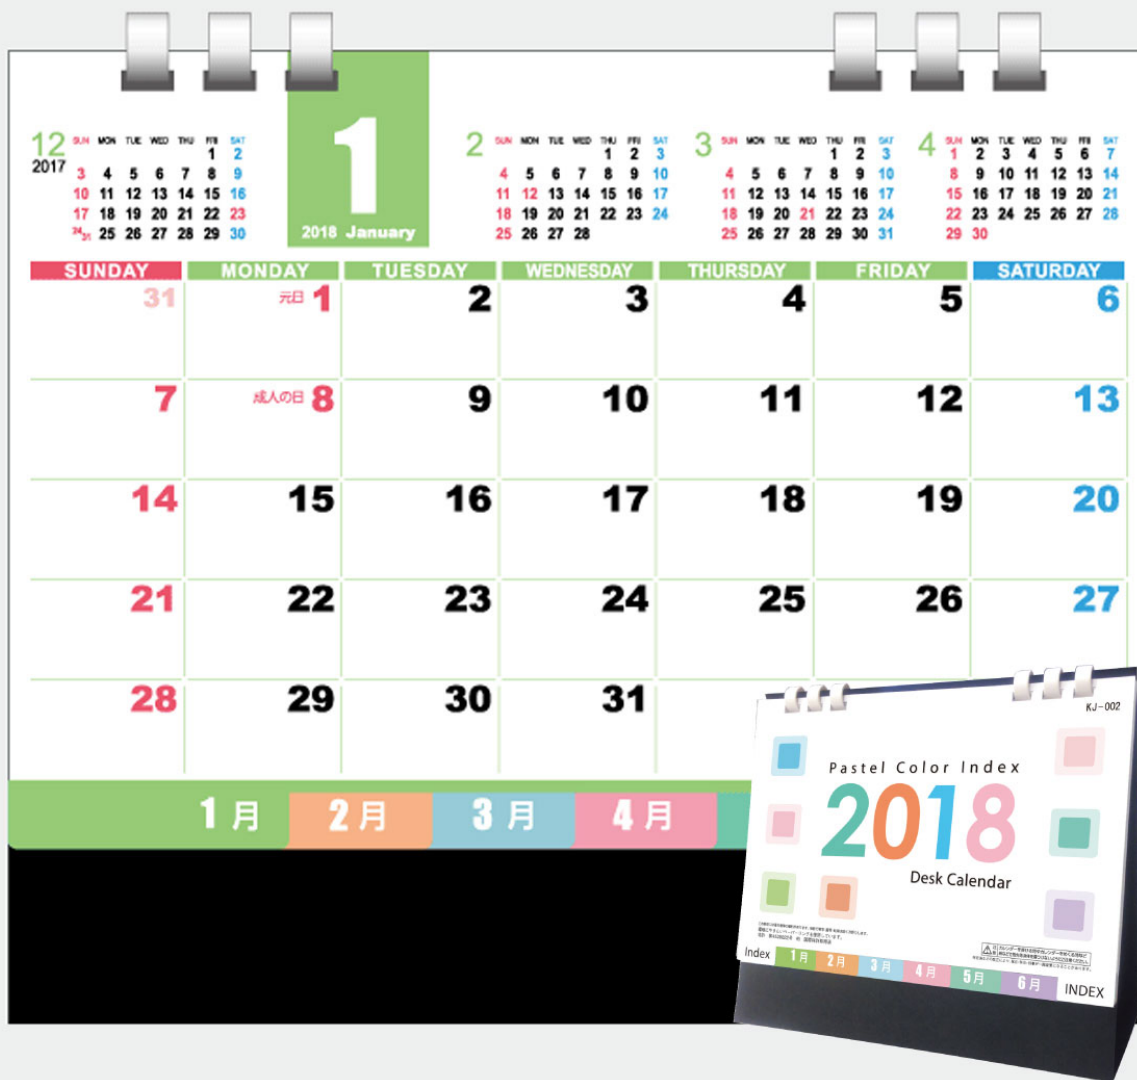 12
2017
SUN MON TUE WED THU FRI SAT
1 2
3 4 5 6 7 8 9
10 11 12 13 14 15 16
17 18 19 20 21 22 23
24/31 25 26 27 28 29 30
1
2018 January
2
SUN MON TUE WED THU FRI SAT
1 2 3
4 5 6 7 8 9 10
11 12 13 14 15 16 17
18 19 20 21 22 23 24
25 26 27 28
3
SUN MON TUE WED THU FRI SAT
1 2 3
4 5 6 7 8 9 10
11 12 13 14 15 16 17
18 19 20 21 22 23 24
25 26 27 28 29 30 31
4
SUN MON TUE WED THU FRI SAT
1 2 3 4 5 6 7
8 9 10 11 12 13 14
15 16 17 18 19 20 21
22 23 24 25 26 27 28
29 30
SUNDAY MONDAY TUESDAY WEDNESDAY THURSDAY FRIDAY SATURDAY
31 元日 1 2 3 4 5 6
7 成人の日 8 9 10 11 12 13
14 15 16 17 18 19 20
21 22 23 24 25 26 27
28 29 30 31
1月 2月 3月 4月
KJ-002
Pastel Color Index
2018
Desk Calendar
Index 1月 2月 3月 4月 5月 6月 INDEX